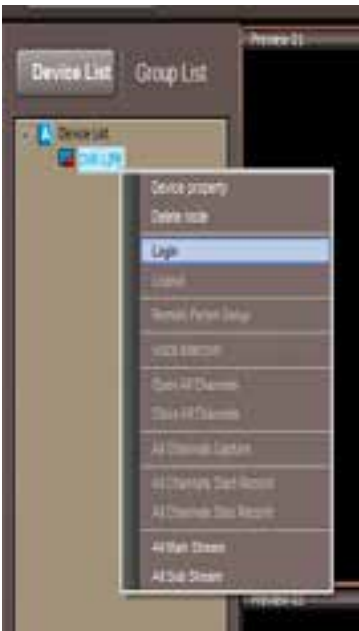 Preview 01
Device List Group List
Device List
Device property
Delete node
Login
Logout
Remote Param Setup
Open All Channels
Close All Channels
All Channels Capture
All Channels Start Record
All Channels Stop Record
All Main Stream
All Sub Stream